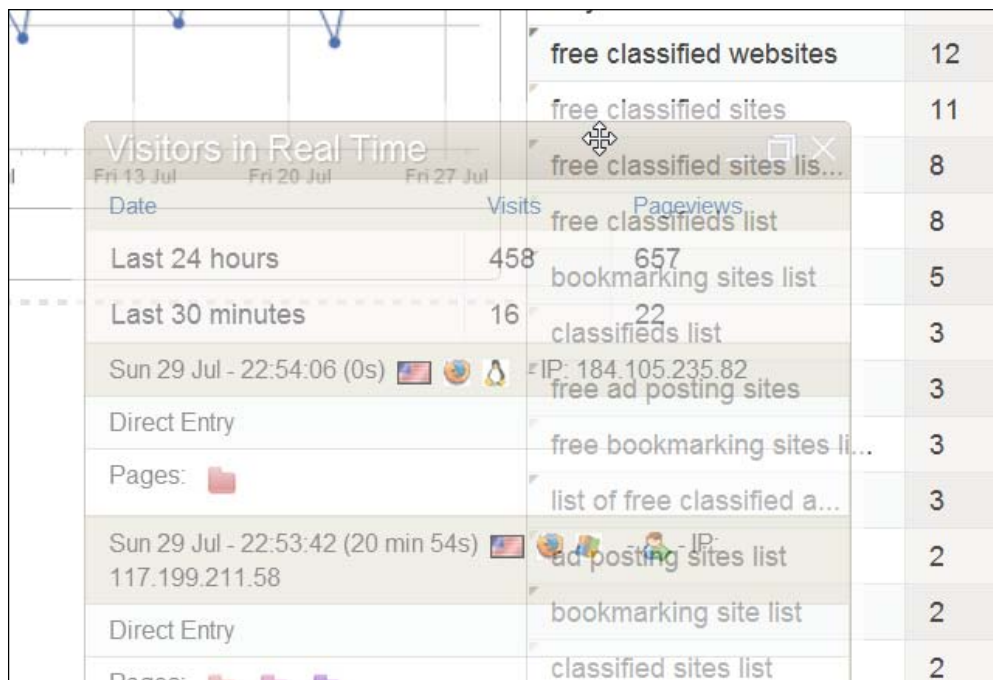 free classified websites 12
free classified sites 11
Visitors in Real Time
free classified sites lis... 8
Fri 13 Jul Fri 20 Jul Fri 27 Jul
Date Visits Pageviews
free classifieds list 8
Last 24 hours 458 657
bookmarking sites list 5
Last 30 minutes 16 22
classifieds list 3
Sun 29 Jul - 22:54:06 (0s) - IP: 184.105.235.82
free ad posting sites 3
Direct Entry
free bookmarking sites li... 3
Pages:
list of free classified a... 3
Sun 29 Jul - 22:53:42 (20 min 54s) - - IP:
117.199.211.58
ad posting sites list 2
bookmarking site list 2
Direct Entry
classified sites list 2
Pages: